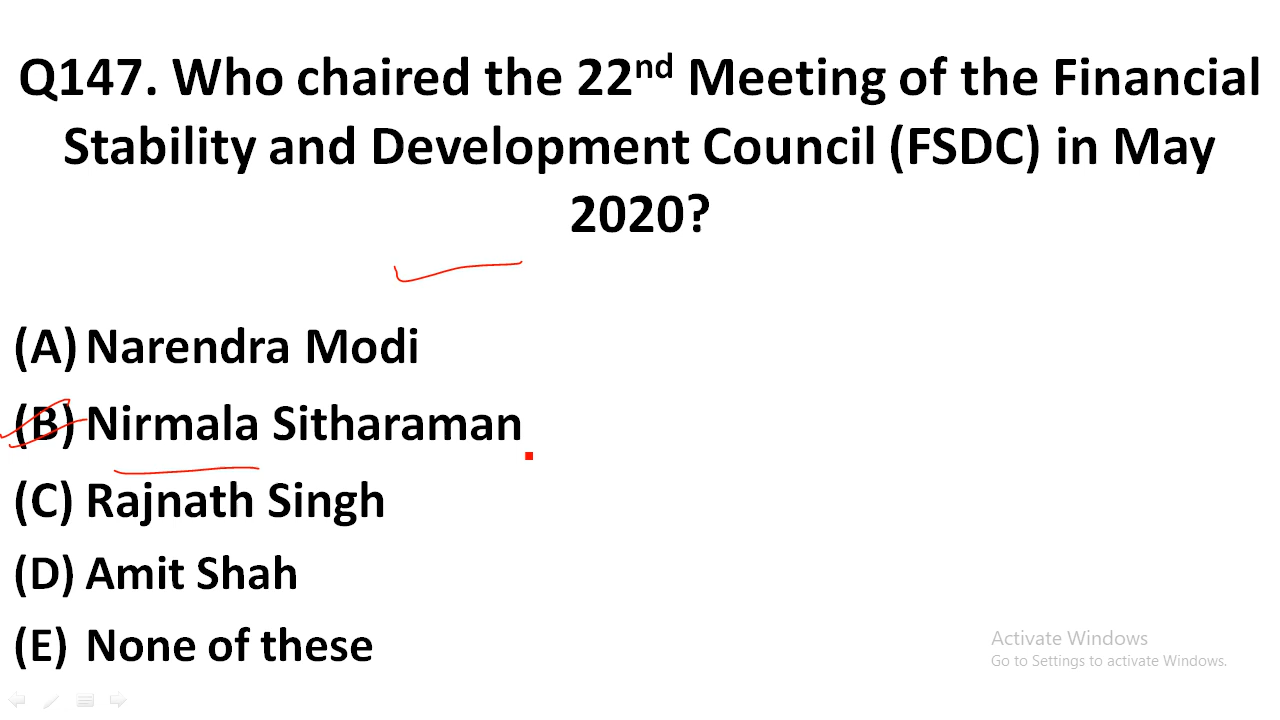 Q147. Who chaired the 22nd Meeting of the Financial
Stability and Development Council (FSDC) in May
2020?
(A) Narendra Modi
(B) Nirmala Sitharaman
(C) Rajnath Singh
(D) Amit Shah
(E) None of these
Activate Windows
Go to Settings to activate Windows.